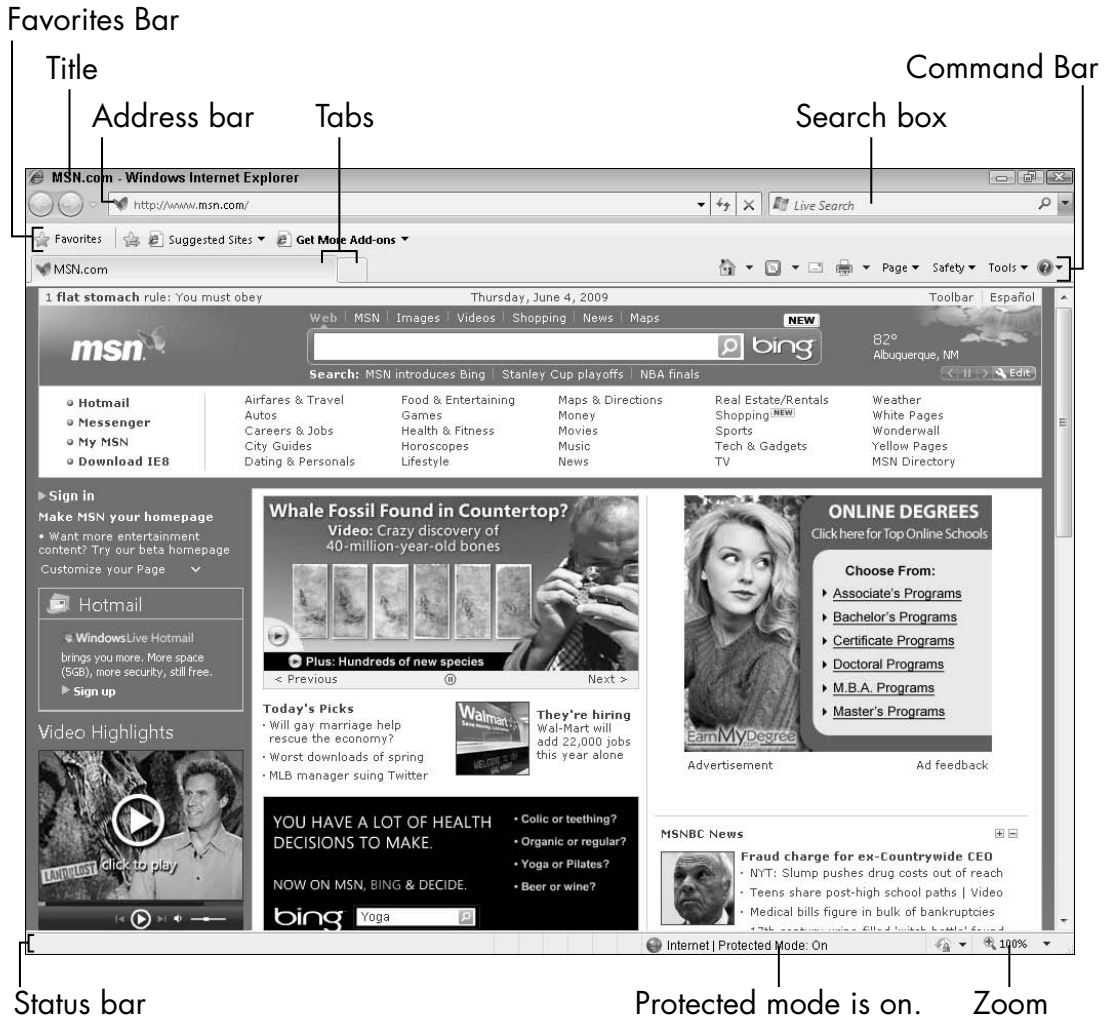 Favorites Bar
Title
Command Bar
Address bar
Tabs
Search box
MSN.com - Windows Internet Explorer
http://www.msn.com/
Live Search
Favorites
Suggested Sites
Get More Add-ons
MSN.com
Page
Safety
Tools
1 flat stomach rule: You must obey
Thursday, June 4, 2009
Toolbar
Español
Web | MSN | Images | Videos | Shopping | News | Maps
NEW
msn
bing
82°
Albuquerque, NM
Edit
Search: MSN introduces Bing | Stanley Cup playoffs | NBA finals
Hotmail
Messenger
My MSN
Download IE8
Airfares & Travel
Autos
Careers & Jobs
City Guides
Dating & Personals
Food & Entertaining
Games
Health & Fitness
Horoscopes
Lifestyle
Maps & Directions
Money
Movies
Music
News
Real Estate/Rentals
Shopping NEW
Sports
Tech & Gadgets
TV
Weather
White Pages
Wonderwall
Yellow Pages
MSN Directory
Sign in
Make MSN your homepage
• Want more entertainment
content? Try our beta homepage
Customize your Page
Hotmail
WindowsLive Hotmail
brings you more. More space
(5GB), more security, still free.
Sign up
Video Highlights
LAND OF THE LOST
click to play
Whale Fossil Found in Countertop?
Video: Crazy discovery of
40-million-year-old bones
Plus: Hundreds of new species
< Previous
Next >
Today's Picks
· Will gay marriage help
rescue the economy?
· Worst downloads of spring
· MLB manager suing Twitter
Walmart
They're hiring
Wal-Mart will
add 22,000 jobs
this year alone
YOU HAVE A LOT OF HEALTH
DECISIONS TO MAKE.
NOW ON MSN, BING & DECIDE.
bing
Yoga
• Colic or teething?
• Organic or regular?
• Yoga or Pilates?
• Beer or wine?
ONLINE DEGREES
Click here for Top Online Schools
Choose From:
Associate's Programs
Bachelor's Programs
Certificate Programs
Doctoral Programs
M.B.A. Programs
Master's Programs
EarnMyDegree
.com
Advertisement
Ad feedback
MSNBC News
Fraud charge for ex-Countrywide CEO
· NYT: Slump pushes drug costs out of reach
· Teens share post-high school paths | Video
· Medical bills figure in bulk of bankruptcies
· 17th century urine-filled 'witch bottle' found
Internet | Protected Mode: On
100%
Status bar
Protected mode is on.
Zoom